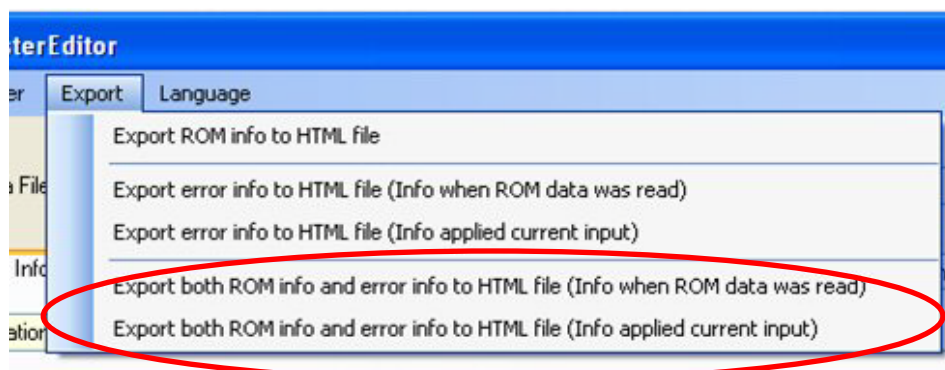 sterEditor
er Export Language
Export ROM info to HTML file
a File
Export error info to HTML file (Info when ROM data was read)
Export error info to HTML file (Info applied current input)
Info
Export both ROM info and error info to HTML file (Info when ROM data was read)
Export both ROM info and error info to HTML file (Info applied current input)
ation